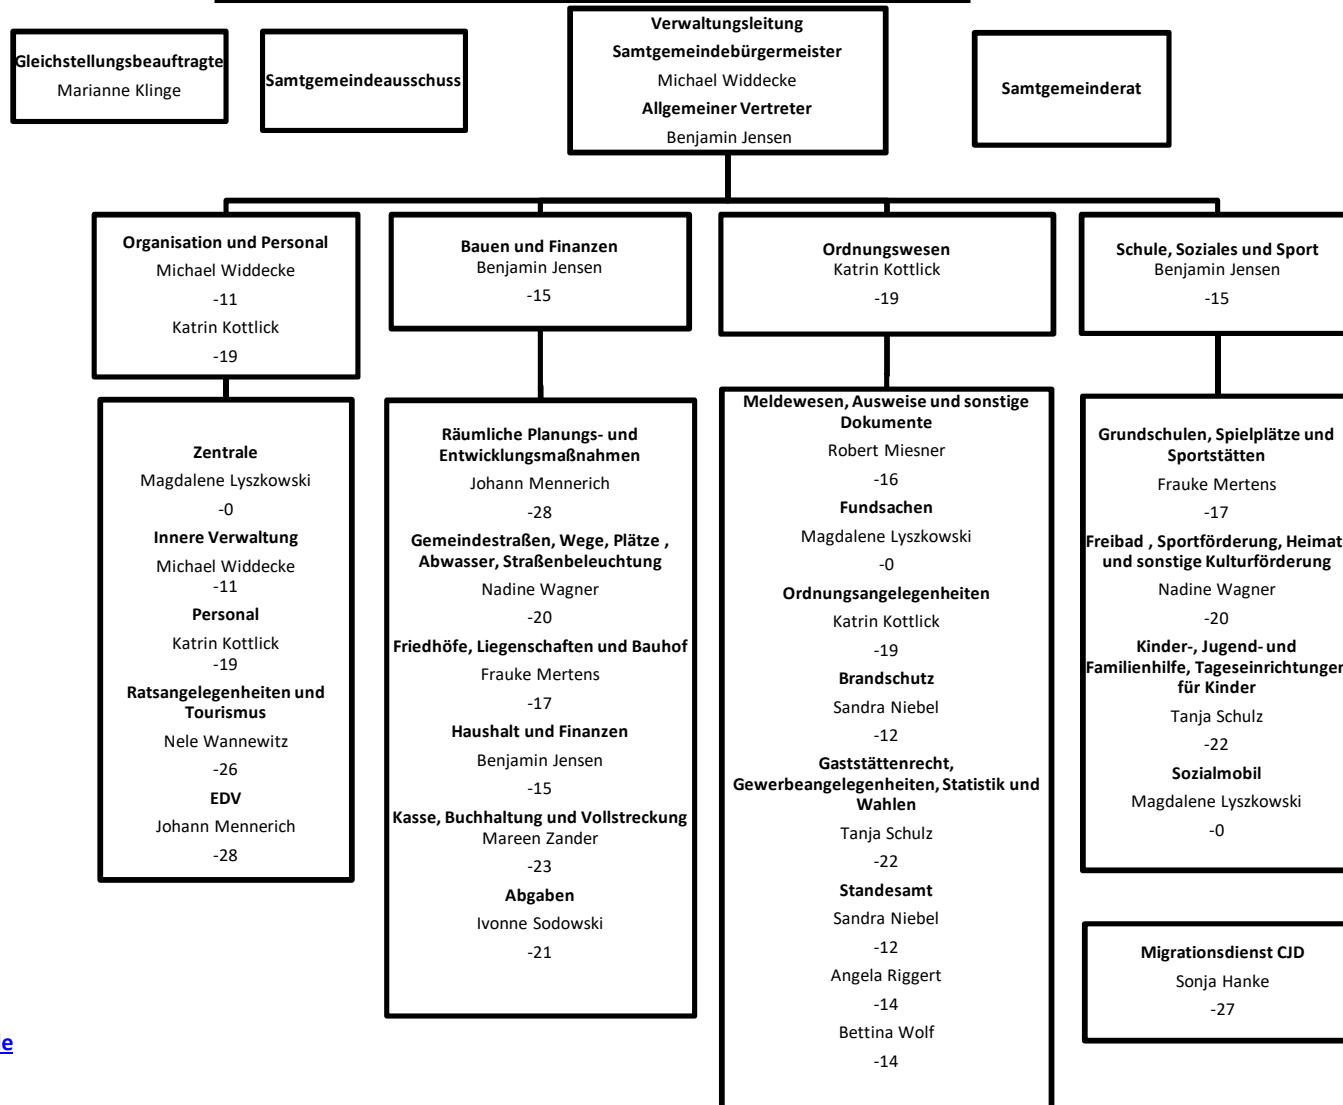 Gleichstellungsbeauftragte
Marianne Klinge
Samtgemeindeausschuss
Verwaltungsleitung
Samtgemeindebürgermeister
Michael Widdecke
Allgemeiner Vertreter
Benjamin Jensen
Samtgemeinderat
Organisation und Personal
Michael Widdecke
-11
Katrin Kottlick
-19
Bauen und Finanzen
Benjamin Jensen
-15
Ordnungswesen
Katrin Kottlick
-19
Schule, Soziales und Sport
Benjamin Jensen
-15
Zentrale
Magdalene Lyszkowski
-0
Innere Verwaltung
Michael Widdecke
-11
Personal
Katrin Kottlick
-19
Ratsangelegenheiten und
Tourismus
Nele Wannewitz
-26
EDV
Johann Mennerich
-28
Räumliche Planungs- und
Entwicklungsmaßnahmen
Johann Mennerich
-28
Gemeindestraßen, Wege, Plätze ,
Abwasser, Straßenbeleuchtung
Nadine Wagner
-20
Friedhöfe, Liegenschaften und Bauhof
Frauke Mertens
-17
Haushalt und Finanzen
Benjamin Jensen
-15
Kasse, Buchhaltung und Vollstreckung
Mareen Zander
-23
Abgaben
Ivonne Sodowski
-21
Meldewesen, Ausweise und sonstige
Dokumente
Robert Miesner
-16
Fundsachen
Magdalene Lyszkowski
-0
Ordnungsangelegenheiten
Katrin Kottlick
-19
Brandschutz
Sandra Niebel
-12
Gaststättenrecht,
Gewerbeangelegenheiten, Statistik und
Wahlen
Tanja Schulz
-22
Standesamt
Sandra Niebel
-12
Angela Riggert
-14
Bettina Wolf
-14
Grundschulen, Spielplätze und
Sportstätten
Frauke Mertens
-17
Freibad , Sportförderung, Heimat-
und sonstige Kulturförderung
Nadine Wagner
-20
Kinder-, Jugend- und
Familienhilfe, Tageseinrichtungen
für Kinder
Tanja Schulz
-22
Sozialmobil
Magdalene Lyszkowski
-0
Migrationsdienst CJD
Sonja Hanke
-27
e